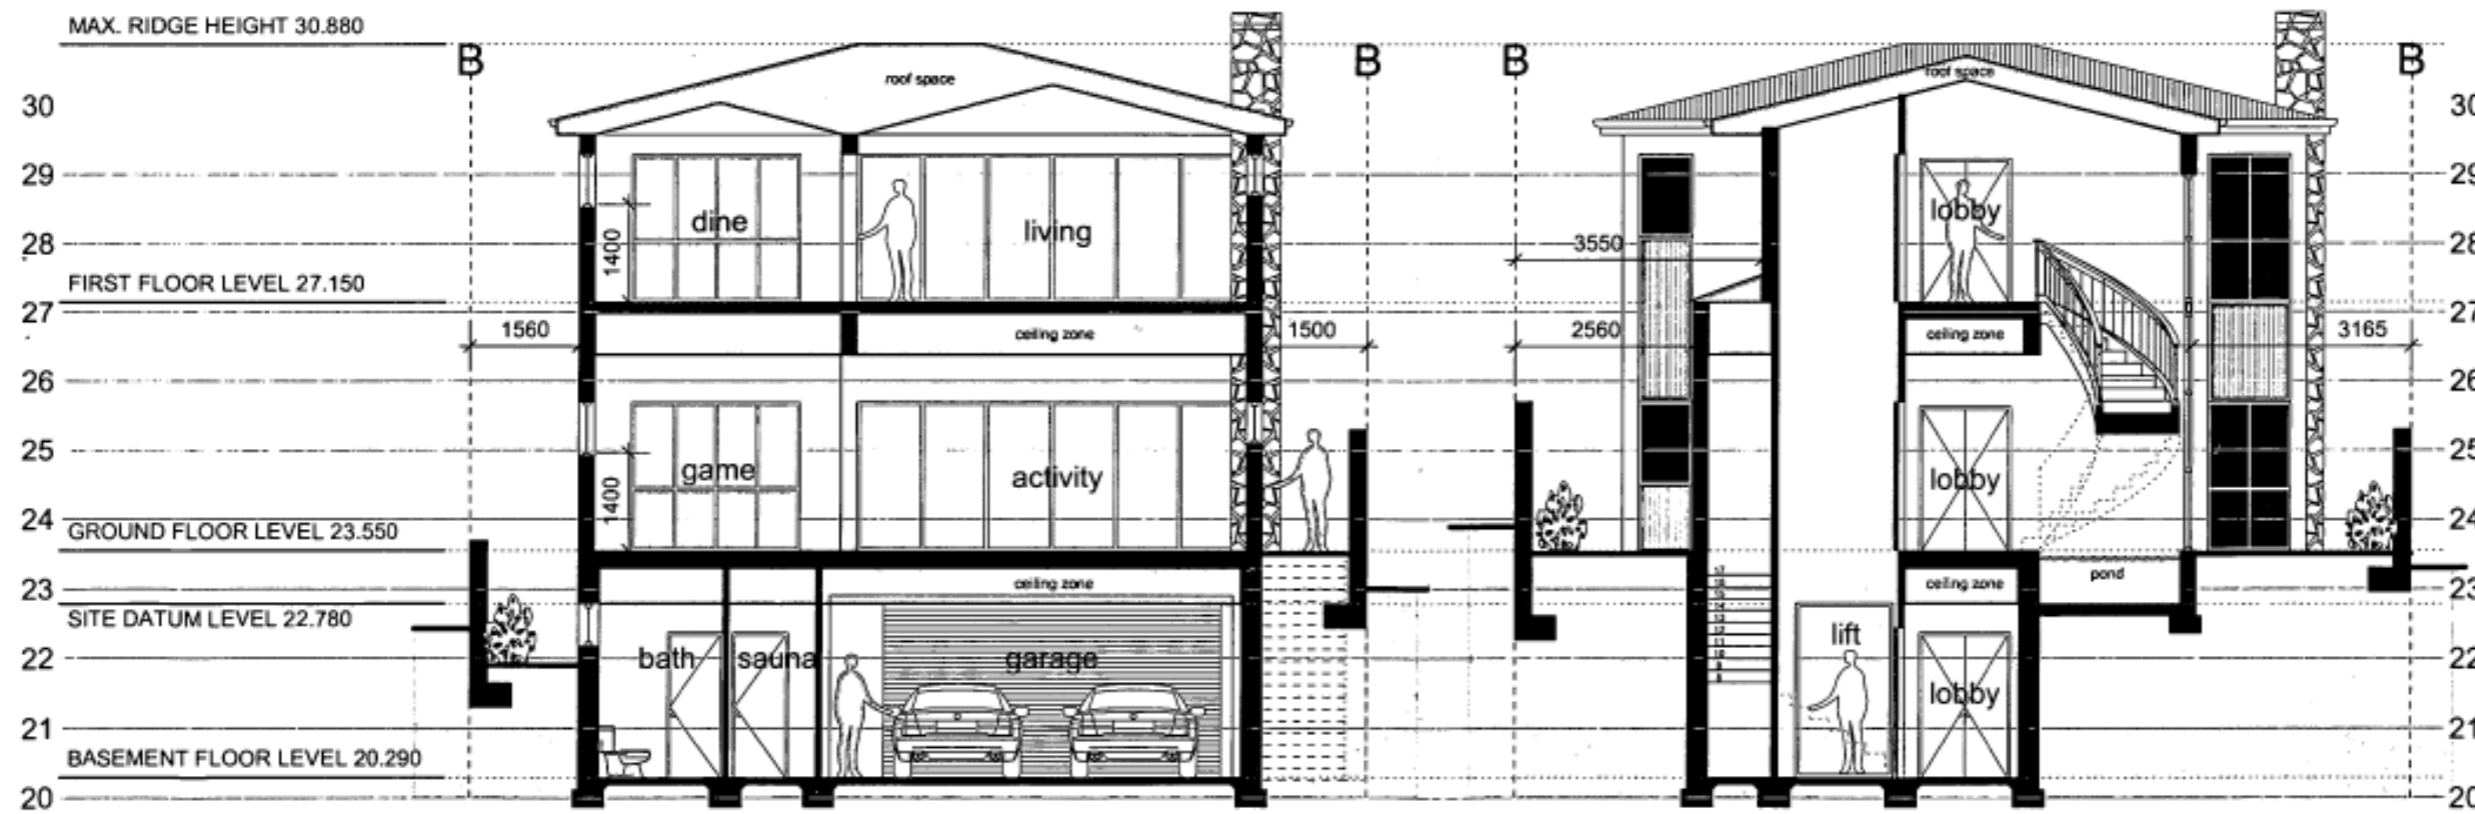 MAX. RIDGE HEIGHT 30.880
B B B B
roof space roof space
30 30
29 29
dine living lobby
1400
28 3550 28
FIRST FLOOR LEVEL 27.150
27 27
1560 ceiling zone 1500 2560 ceiling zone 3165
26 26
25 25
game activity lobby
1400
24 24
GROUND FLOOR LEVEL 23.550
23 ceiling zone ceiling zone pond 23
SITE DATUM LEVEL 22.780
lift
22 bath sauna garage 22
lobby
21 21
BASEMENT FLOOR LEVEL 20.290
20 20